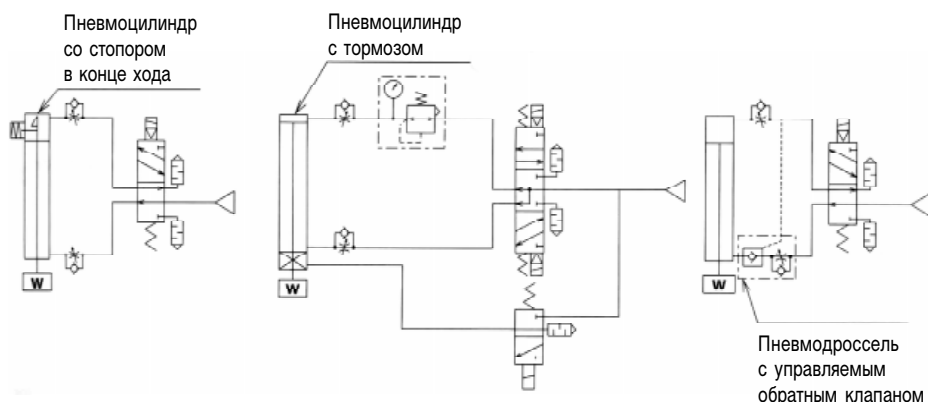 Пневмоцилиндр
со стопором
в конце хода
Пневмоцилиндр
с тормозом
W
W
W
Пневмодроссель
с управляемым
обратным клапаном